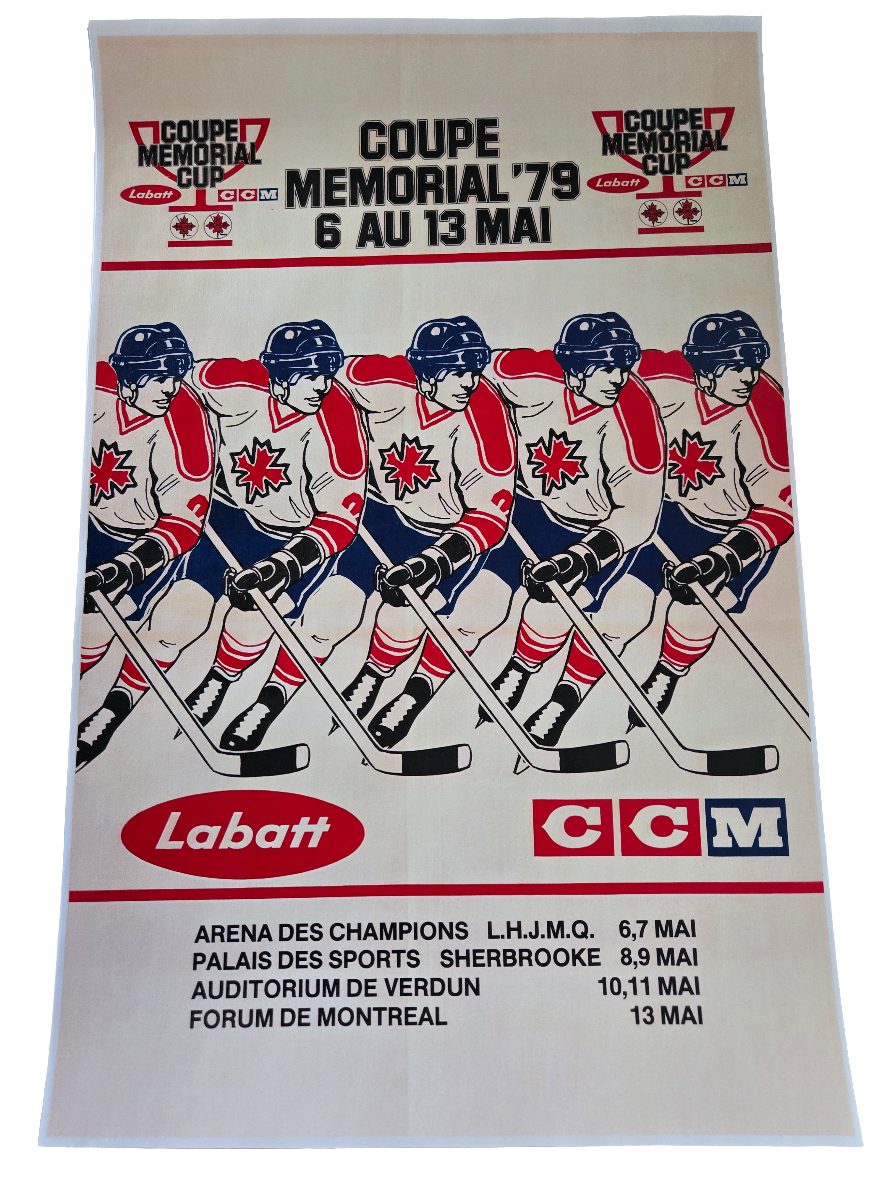 COUPE
MEMORIAL
CUP
Labatt CCM
COUPE
MEMORIAL '79
6 AU 13 MAI
COUPE
MEMORIAL
CUP
Labatt CCM
Labatt CCM
ARENA DES CHAMPIONS L.H.J.M.Q. 6,7 MAI
PALAIS DES SPORTS SHERBROOKE 8,9 MAI
AUDITORIUM DE VERDUN 10,11 MAI
FORUM DE MONTREAL 13 MAI